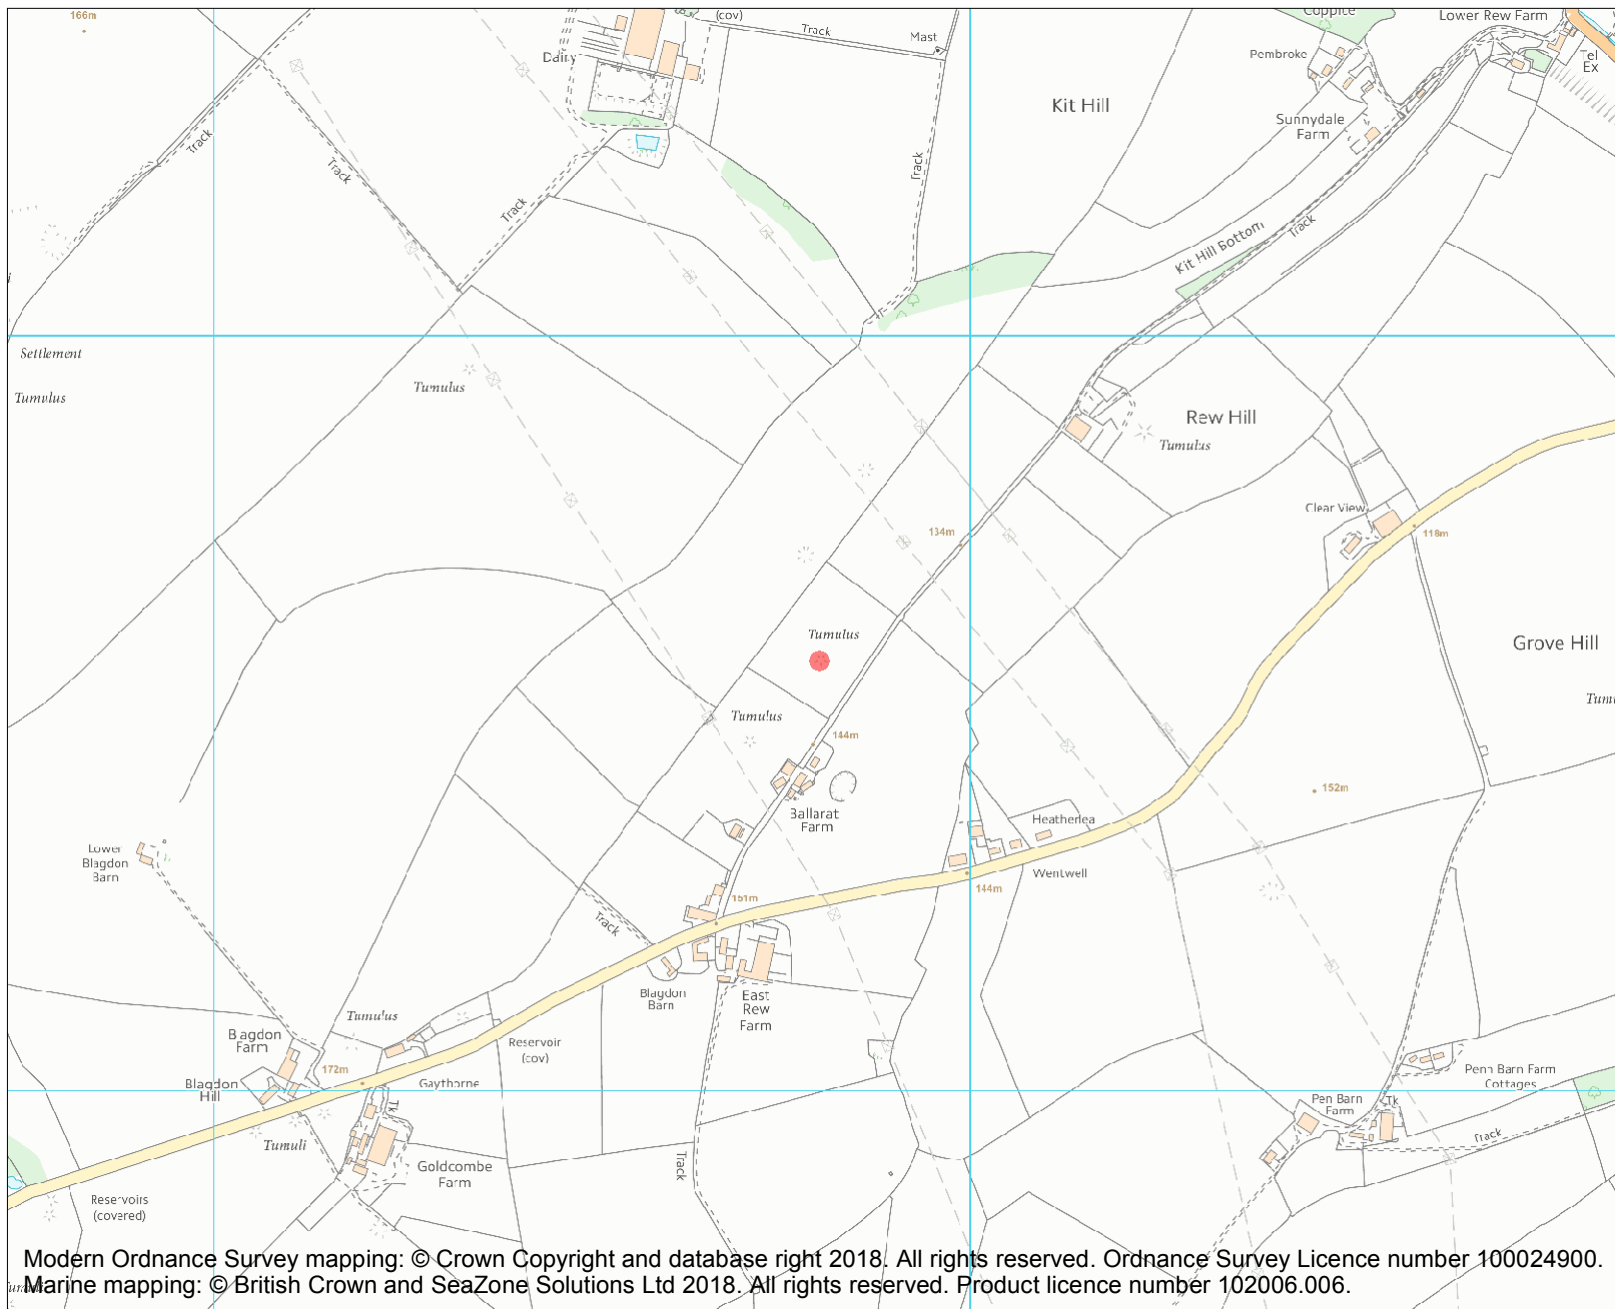 166m
(cov)
Track
Mast
Coppice
Lower Rew Farm
Dairy
Pembroke
Tel
Ex
Kit Hill
Sunnydale
Farm
Track
Track
Track
Track
Track
Kit Hill Bottom
Settlement
Tumulus
Tumulus
Rew Hill
Tumulus
Clear View
134m
118m
Tumulus
Grove Hill
Tumulus
144m
152m
Ballarat
Farm
Heatherlea
Lower
Blagdon
Barn
Wentwell
144m
161m
Track
Blagdon
Barn
East
Rew
Farm
Tumulus
Blagdon
Farm
Reservoir
(cov)
172m
Gaythorne
Blagdon
Hill
Tk
Penn Barn Farm
Cottages
Pen Barn
Farm
Tk
Track
Tumuli
Goldcombe
Farm
Track
Reservoirs
(covered)
Modern Ordnance Survey mapping: © Crown Copyright and database right 2018. All rights reserved. Ordnance Survey Licence number 100024900.
Marine mapping: © British Crown and SeaZone Solutions Ltd 2018. All rights reserved. Product licence number 102006.006.